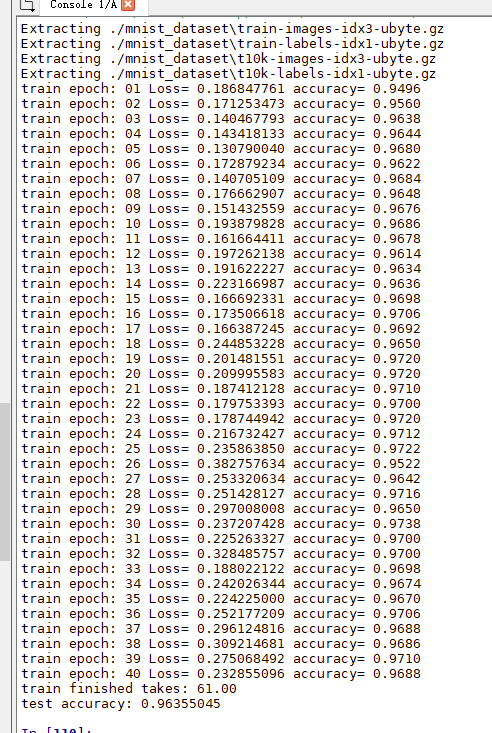 Console 1/A
Extracting ./mnist_dataset\train-images-idx3-ubyte.gz
Extracting ./mnist_dataset\train-labels-idx1-ubyte.gz
Extracting ./mnist_dataset\t10k-images-idx3-ubyte.gz
Extracting ./mnist_dataset\t10k-labels-idx1-ubyte.gz
train epoch: 01 Loss= 0.186847761 accuracy= 0.9496
train epoch: 02 Loss= 0.171253473 accuracy= 0.9560
train epoch: 03 Loss= 0.140467793 accuracy= 0.9638
train epoch: 04 Loss= 0.143418133 accuracy= 0.9644
train epoch: 05 Loss= 0.130790040 accuracy= 0.9680
train epoch: 06 Loss= 0.172879234 accuracy= 0.9622
train epoch: 07 Loss= 0.140705109 accuracy= 0.9684
train epoch: 08 Loss= 0.176662907 accuracy= 0.9648
train epoch: 09 Loss= 0.151432559 accuracy= 0.9676
train epoch: 10 Loss= 0.193879828 accuracy= 0.9686
train epoch: 11 Loss= 0.161664411 accuracy= 0.9678
train epoch: 12 Loss= 0.197262138 accuracy= 0.9614
train epoch: 13 Loss= 0.191622227 accuracy= 0.9634
train epoch: 14 Loss= 0.223166987 accuracy= 0.9636
train epoch: 15 Loss= 0.166692331 accuracy= 0.9698
train epoch: 16 Loss= 0.173506618 accuracy= 0.9706
train epoch: 17 Loss= 0.166387245 accuracy= 0.9692
train epoch: 18 Loss= 0.244853228 accuracy= 0.9650
train epoch: 19 Loss= 0.201481551 accuracy= 0.9720
train epoch: 20 Loss= 0.209995583 accuracy= 0.9720
train epoch: 21 Loss= 0.187412128 accuracy= 0.9710
train epoch: 22 Loss= 0.179753393 accuracy= 0.9700
train epoch: 23 Loss= 0.178744942 accuracy= 0.9720
train epoch: 24 Loss= 0.216732427 accuracy= 0.9712
train epoch: 25 Loss= 0.235863850 accuracy= 0.9722
train epoch: 26 Loss= 0.382757634 accuracy= 0.9522
train epoch: 27 Loss= 0.253320634 accuracy= 0.9642
train epoch: 28 Loss= 0.251428127 accuracy= 0.9716
train epoch: 29 Loss= 0.297008008 accuracy= 0.9650
train epoch: 30 Loss= 0.237207428 accuracy= 0.9738
train epoch: 31 Loss= 0.225263327 accuracy= 0.9700
train epoch: 32 Loss= 0.328485757 accuracy= 0.9700
train epoch: 33 Loss= 0.188022122 accuracy= 0.9698
train epoch: 34 Loss= 0.242026344 accuracy= 0.9674
train epoch: 35 Loss= 0.224225000 accuracy= 0.9670
train epoch: 36 Loss= 0.252177209 accuracy= 0.9706
train epoch: 37 Loss= 0.296124816 accuracy= 0.9688
train epoch: 38 Loss= 0.309214681 accuracy= 0.9686
train epoch: 39 Loss= 0.275068492 accuracy= 0.9710
train epoch: 40 Loss= 0.232855096 accuracy= 0.9688
train finished takes: 61.00
test accuracy: 0.96355045
In [110]: